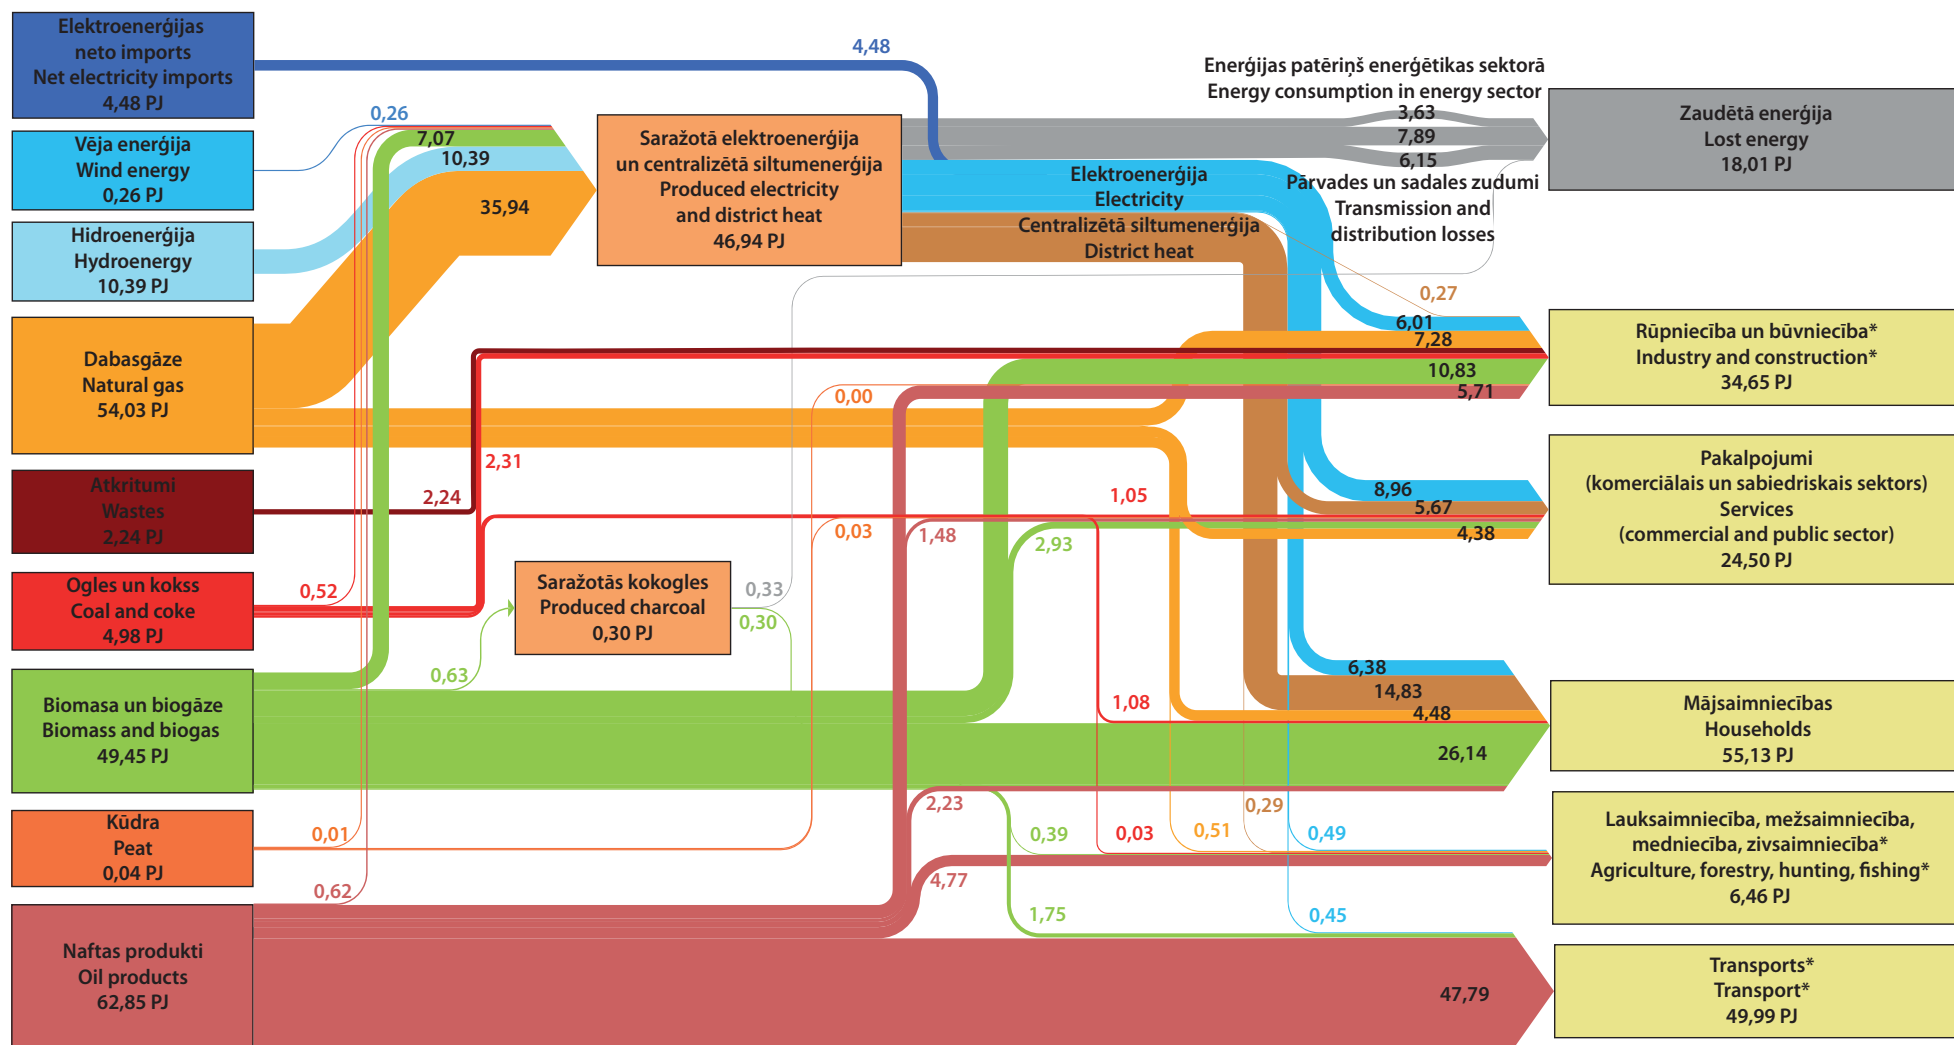 Elektroenerģijas
neto imports
Net electricity imports
4,48 PJ
Vēja enerģija
Wind energy
0,26 PJ
Hidroenerģija
Hydroenergy
10,39 PJ
Dabasgāze
Natural gas
54,03 PJ
Atkritumi
Wastes
2,24 PJ
Ogles un kokss
Coal and coke
4,98 PJ
Biomasa un biogāze
Biomass and biogas
49,45 PJ
Kūdra
Peat
0,04 PJ
Naftas produkti
Oil products
62,85 PJ
4,48
0,26
7,07
10,39
35,94
2,31
2,24
0,52
0,63
0,01
0,62
Saražotā elektroenerģija
un centralizētā siltumenerģija
Produced electricity
and district heat
46,94 PJ
Saražotās kokogles
Produced charcoal
0,30 PJ
0,33
0,30
Elektroenerģija
Electricity
Centralizētā siltumenerģija
District heat
Enerģijas patēriņš enerģētikas sektorā
Energy consumption in energy sector
3,63
7,89
6,15
Pārvades un sadales zudumi
Transmission and
distribution losses
0,27
6,01
7,28
10,83
0,00
5,71
8,96
1,05
5,67
0,03
1,48
2,93
4,38
6,38
14,83
1,08
4,48
26,14
2,23
0,29
0,39
0,03
0,51
0,49
4,77
1,75
0,45
47,79
Zaudētā enerģija
Lost energy
18,01 PJ
Rūpniecība un būvniecība*
Industry and construction*
34,65 PJ
Pakalpojumi
(komerciālais un sabiedriskais sektors)
Services
(commercial and public sector)
24,50 PJ
Mājsaimniecības
Households
55,13 PJ
Lauksaimniecība, mežsaimniecība,
medniecība, zivsaimniecība*
Agriculture, forestry, hunting, fishing*
6,46 PJ
Transports*
Transport*
49,99 PJ